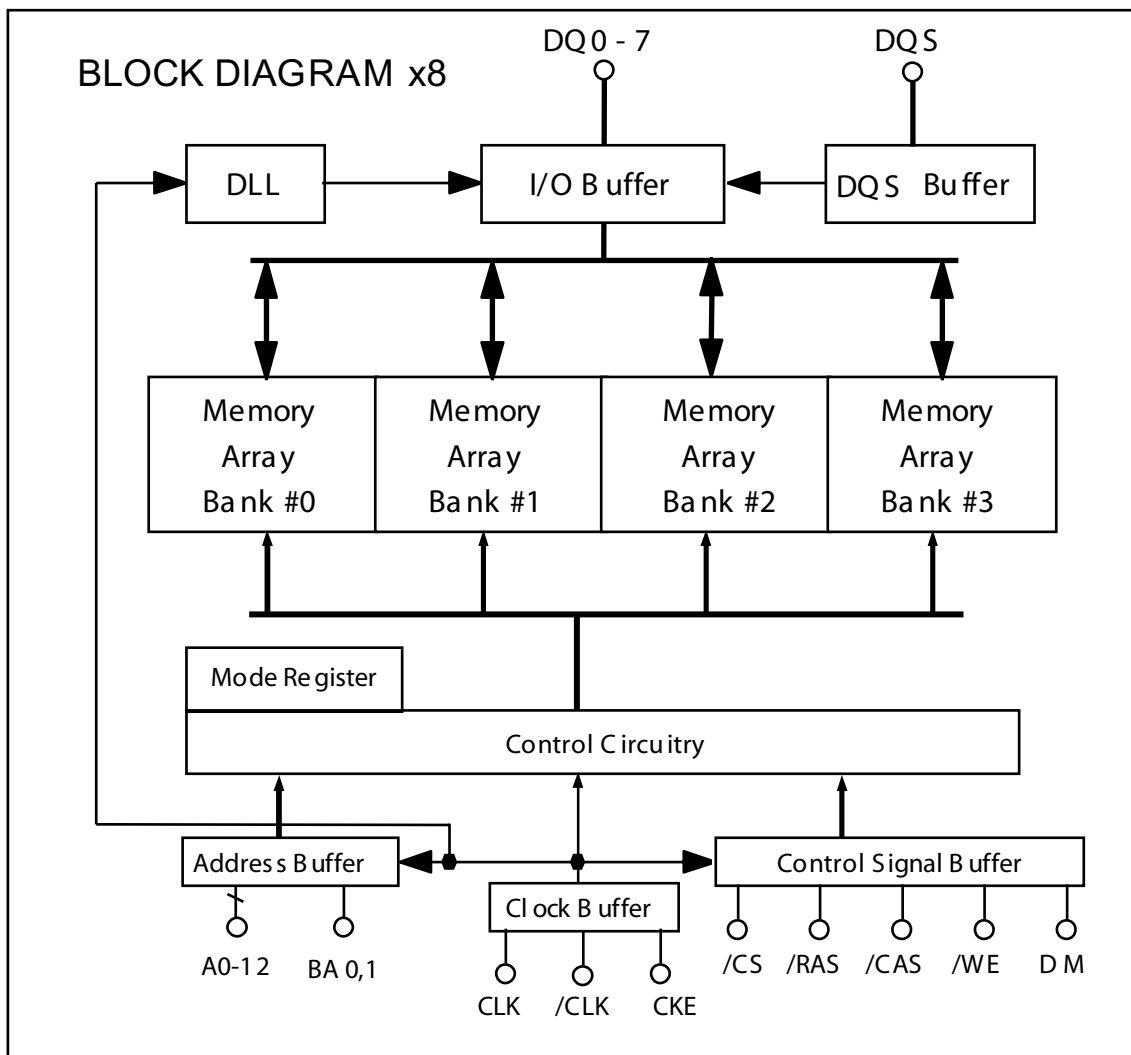 BLOCK DIAGRAM x8
DQ0 - 7
DQS
DLL
I/O Buffer
DQS Buffer
Memory
Array
Bank #0
Memory
Array
Bank #1
Memory
Array
Bank #2
Memory
Array
Bank #3
Mode Register
Control Circuitry
Address Buffer
Clock Buffer
Control Signal Buffer
A0-12
BA 0,1
CLK
/CLK
CKE
/CS
/RAS
/CAS
/WE
DM